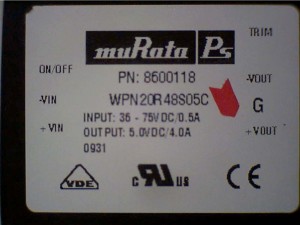 muRata Ps
TRIM
ON/OFF
PN: 8600118
-VOUT
-VIN
WPN20R48S05C
G
INPUT: 36 - 75VDC/0.5A
+VIN
OUTPUT: 5.0VDC/4.0A
+VOUT
0931
VDE
c RU us
CE